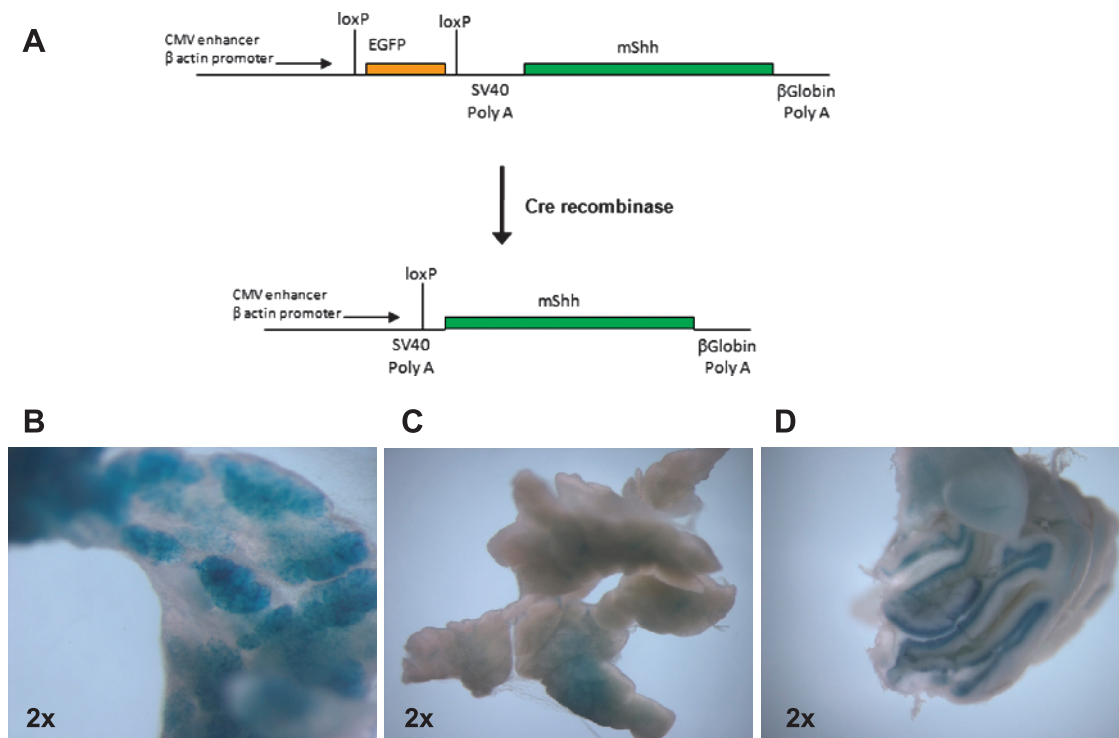 A
CMV enhancer
β actin promoter
loxP
EGFP
loxP
mShh
SV40
Poly A
βGlobin
Poly A
Cre recombinase
loxP
CMV enhancer
β actin promoter
mShh
SV40
Poly A
βGlobin
Poly A
B
C
D
2x
2x
2x